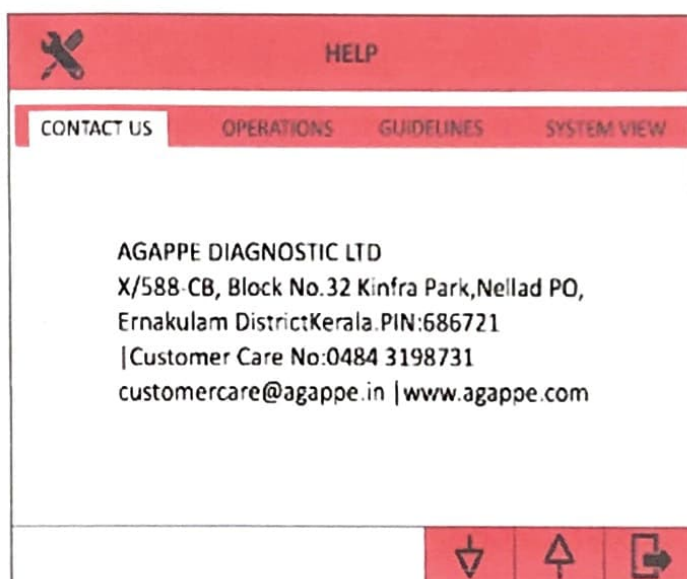 HELP
CONTACT US OPERATIONS GUIDELINES SYSTEM VIEW
AGAPPE DIAGNOSTIC LTD
X/588-CB, Block No.32 Kinfra Park,Nellad PO,
Ernakulam DistrictKerala.PIN:686721
|Customer Care No:0484 3198731
customercare@agappe.in |www.agappe.com